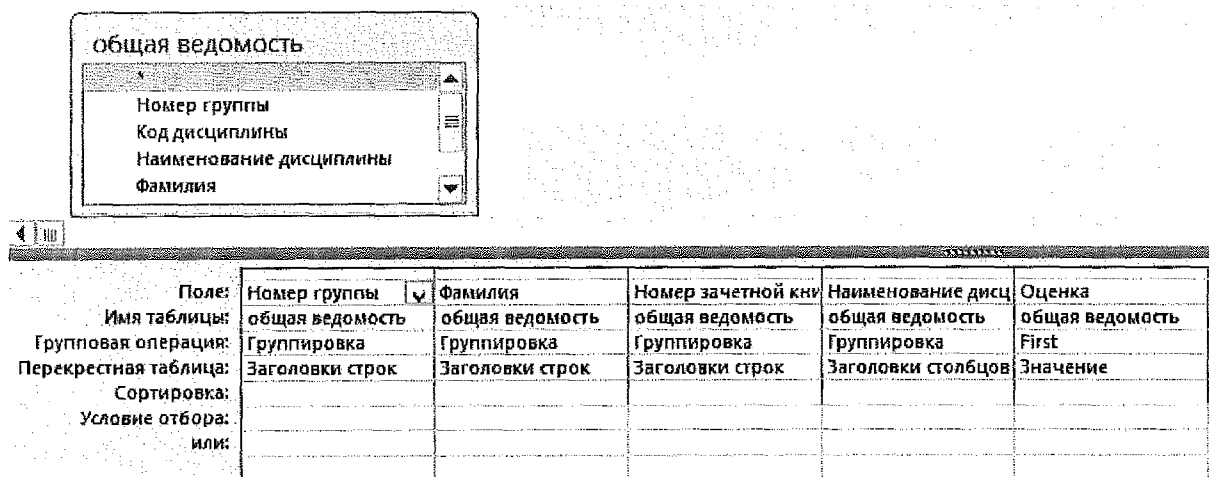 общая ведомость
*
Номер группы
Код дисциплины
Наименование дисциплины
Фамилия
Поле: Номер группы Фамилия Номер зачетной кни Наименование дисц Оценка
Имя таблицы: общая ведомость общая ведомость общая ведомость общая ведомость общая ведомость
Групповая операция: Группировка Группировка Группировка Группировка First
Перекрестная таблица: Заголовки строк Заголовки строк Заголовки строк Заголовки столбцов Значение
Сортировка:
Условие отбора:
или: